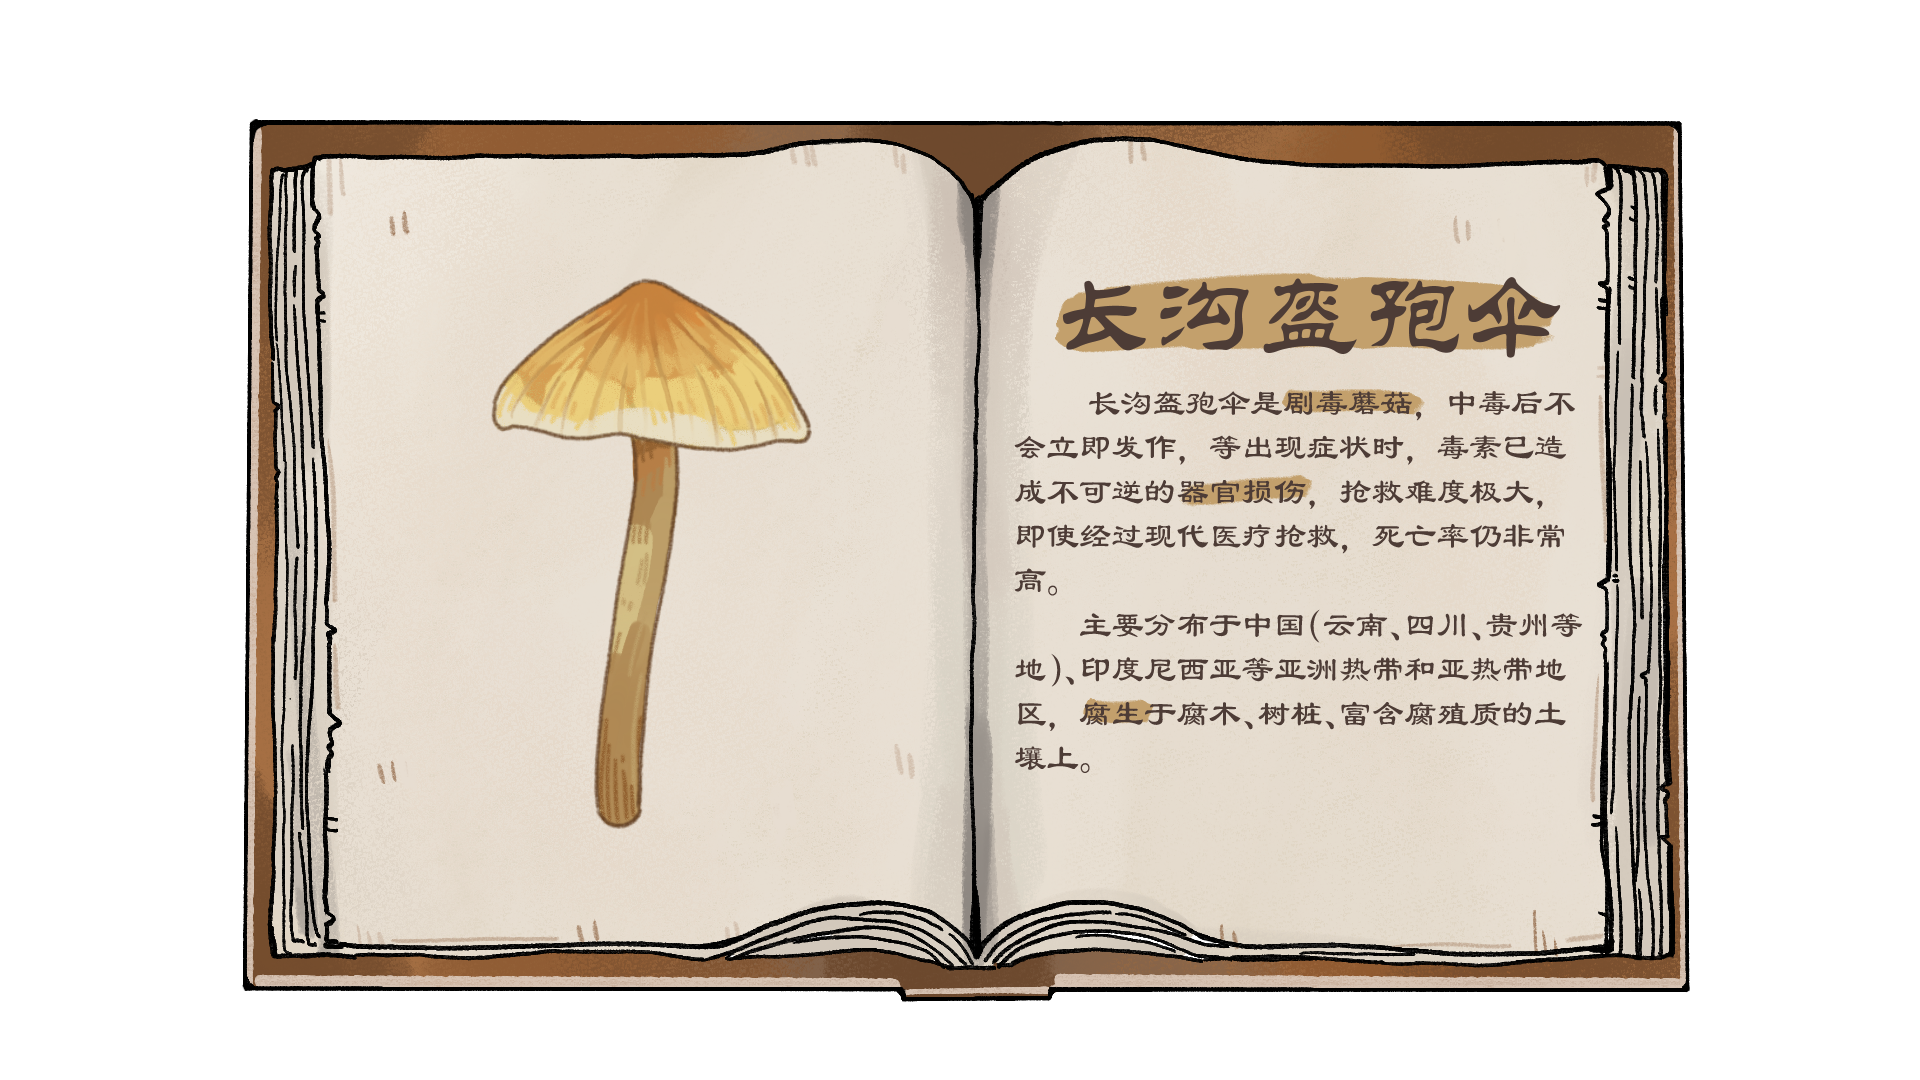 长沟盔孢伞
长沟盔孢伞是剧毒蘑菇，中毒后不
会立即发作，等出现症状时，毒素已造
成不可逆的器官损伤，抢救难度极大，
即使经过现代医疗抢救，死亡率仍非常
高。
主要分布于中国(云南、四川、贵州等
地)、印度尼西亚等亚洲热带和亚热带地
区，腐生于腐木、树桩、富含腐殖质的土
壤上。